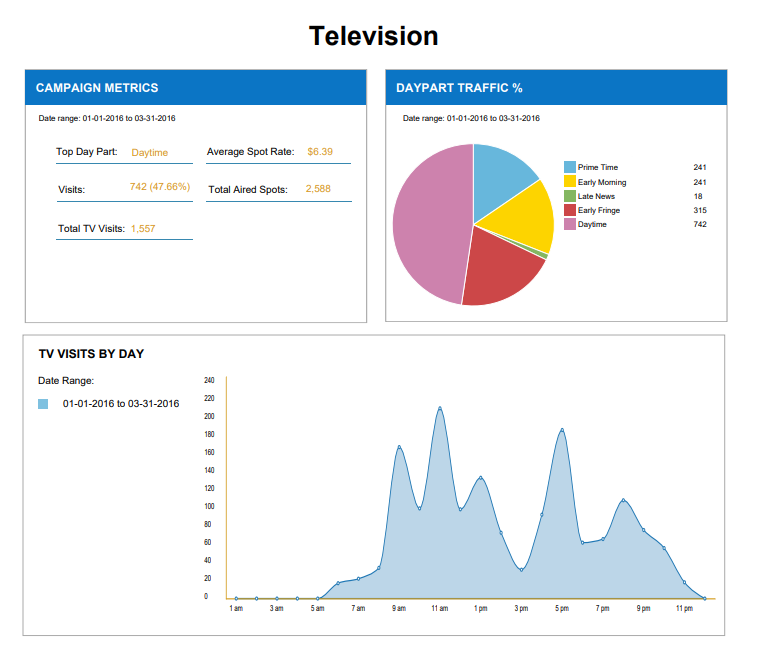 Television
CAMPAIGN METRICS
Date range: 01-01-2016 to 03-31-2016
Top Day Part: Daytime
Average Spot Rate: $6.39
Visits: 742 (47.66%)
Total Aired Spots: 2,588
Total TV Visits: 1,557
DAYPART TRAFFIC %
Date range: 01-01-2016 to 03-31-2016
Prime Time 241
Early Morning 241
Late News 18
Early Fringe 315
Daytime 742
TV VISITS BY DAY
Date Range:
01-01-2016 to 03-31-2016
240
220
200
180
160
140
120
100
80
60
40
20
0
1 am 3 am 5 am 7 am 9 am 11 am 1 pm 3 pm 5 pm 7 pm 9 pm 11 pm